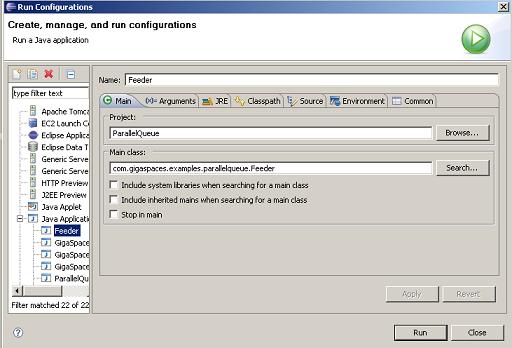 Run Configurations
Create, manage, and run configurations
Run a Java application
type filter text
Apache Tomca
EC2 Launch C
Eclipse Applica
Eclipse Data T
Generic Server
Generic Server
HTTP Preview
J2EE Preview
Java Applet
Java Applicatio
Feeder
GigaSpace
GigaSpace
GigaSpace
ParallelQu
Filter matched 22 of 22
Name: Feeder
Main (x)= Arguments JRE Classpath Source Environment Common
Project:
ParallelQueue Browse...
Main class:
com.gigaspaces.examples.parallelqueue.Feeder Search...
Include system libraries when searching for a main class
Include inherited mains when searching for a main class
Stop in main
Apply Revert
Run Close